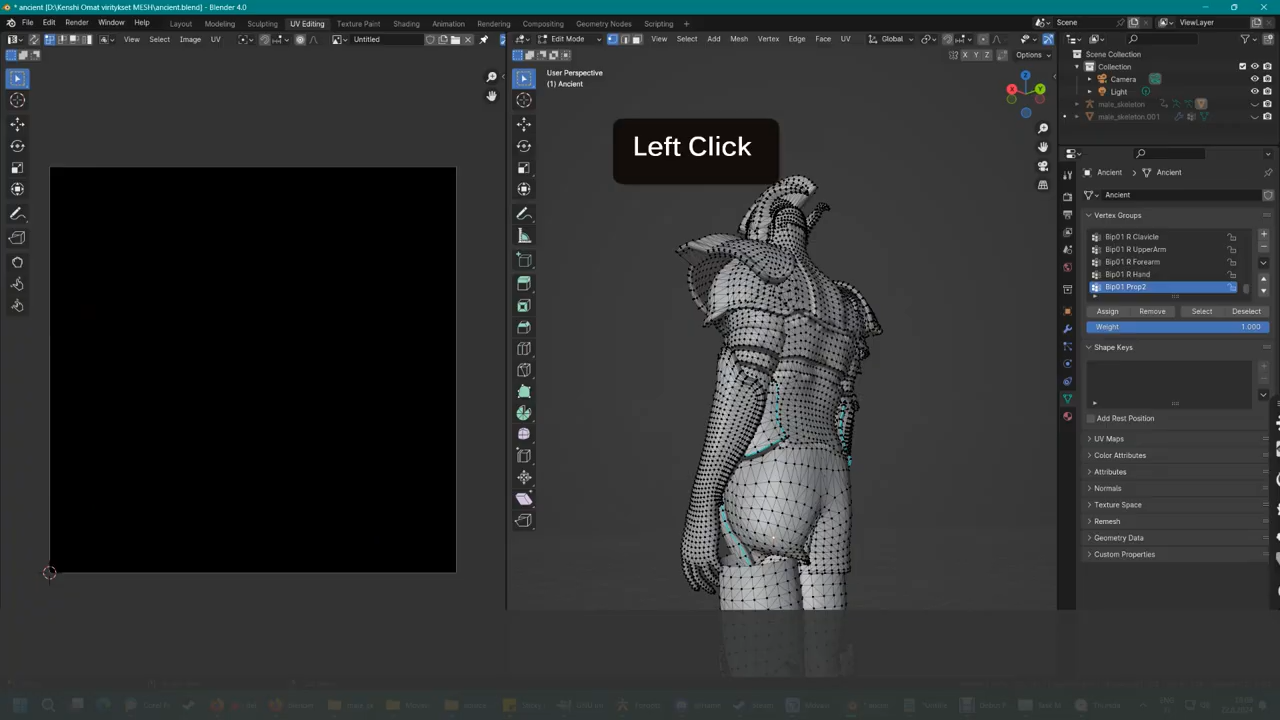 * ancient [D:\Kenshi Omat viritykset MESH\ancient.blend] - Blender 4.0
File Edit Render Window Help Layout Modeling Sculpting UV Editing Texture Paint Shading Animation Rendering Compositing Geometry Nodes Scripting + Scene ViewLayer
View Select Image UV Untitled Edit Mode View Select Add Mesh Vertex Edge Face UV Global
X Y Z Options
User Perspective
(1) Ancient
Left Click
Z
X Y
Scene Collection
Collection
Camera
Light
male_skeleton
male_skeleton.001
Ancient > Ancient
Ancient
Vertex Groups
Bip01 R Clavicle
Bip01 R UpperArm
Bip01 R Forearm
Bip01 R Hand
Bip01 Prop2
Assign Remove Select Deselect
Weight 1.000
Shape Keys
Add Rest Position
UV Maps
Color Attributes
Attributes
Normals
Texture Space
Remesh
Geometry Data
Custom Properties